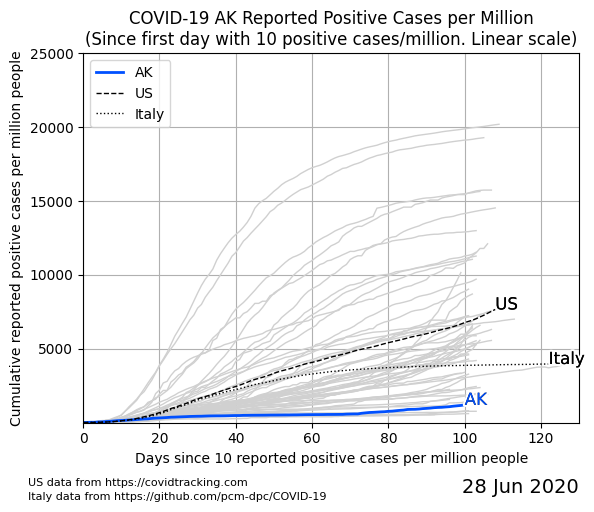 COVID-19 AK Reported Positive Cases per Million
(Since first day with 10 positive cases/million. Linear scale)
Cumulative reported positive cases per million people
25000
20000
15000
10000
5000
AK
US
Italy
US
Italy
AK
0
20
40
60
80
100
120
Days since 10 reported positive cases per million people
US data from https://covidtracking.com
Italy data from https://github.com/pcm-dpc/COVID-19
28 Jun 2020